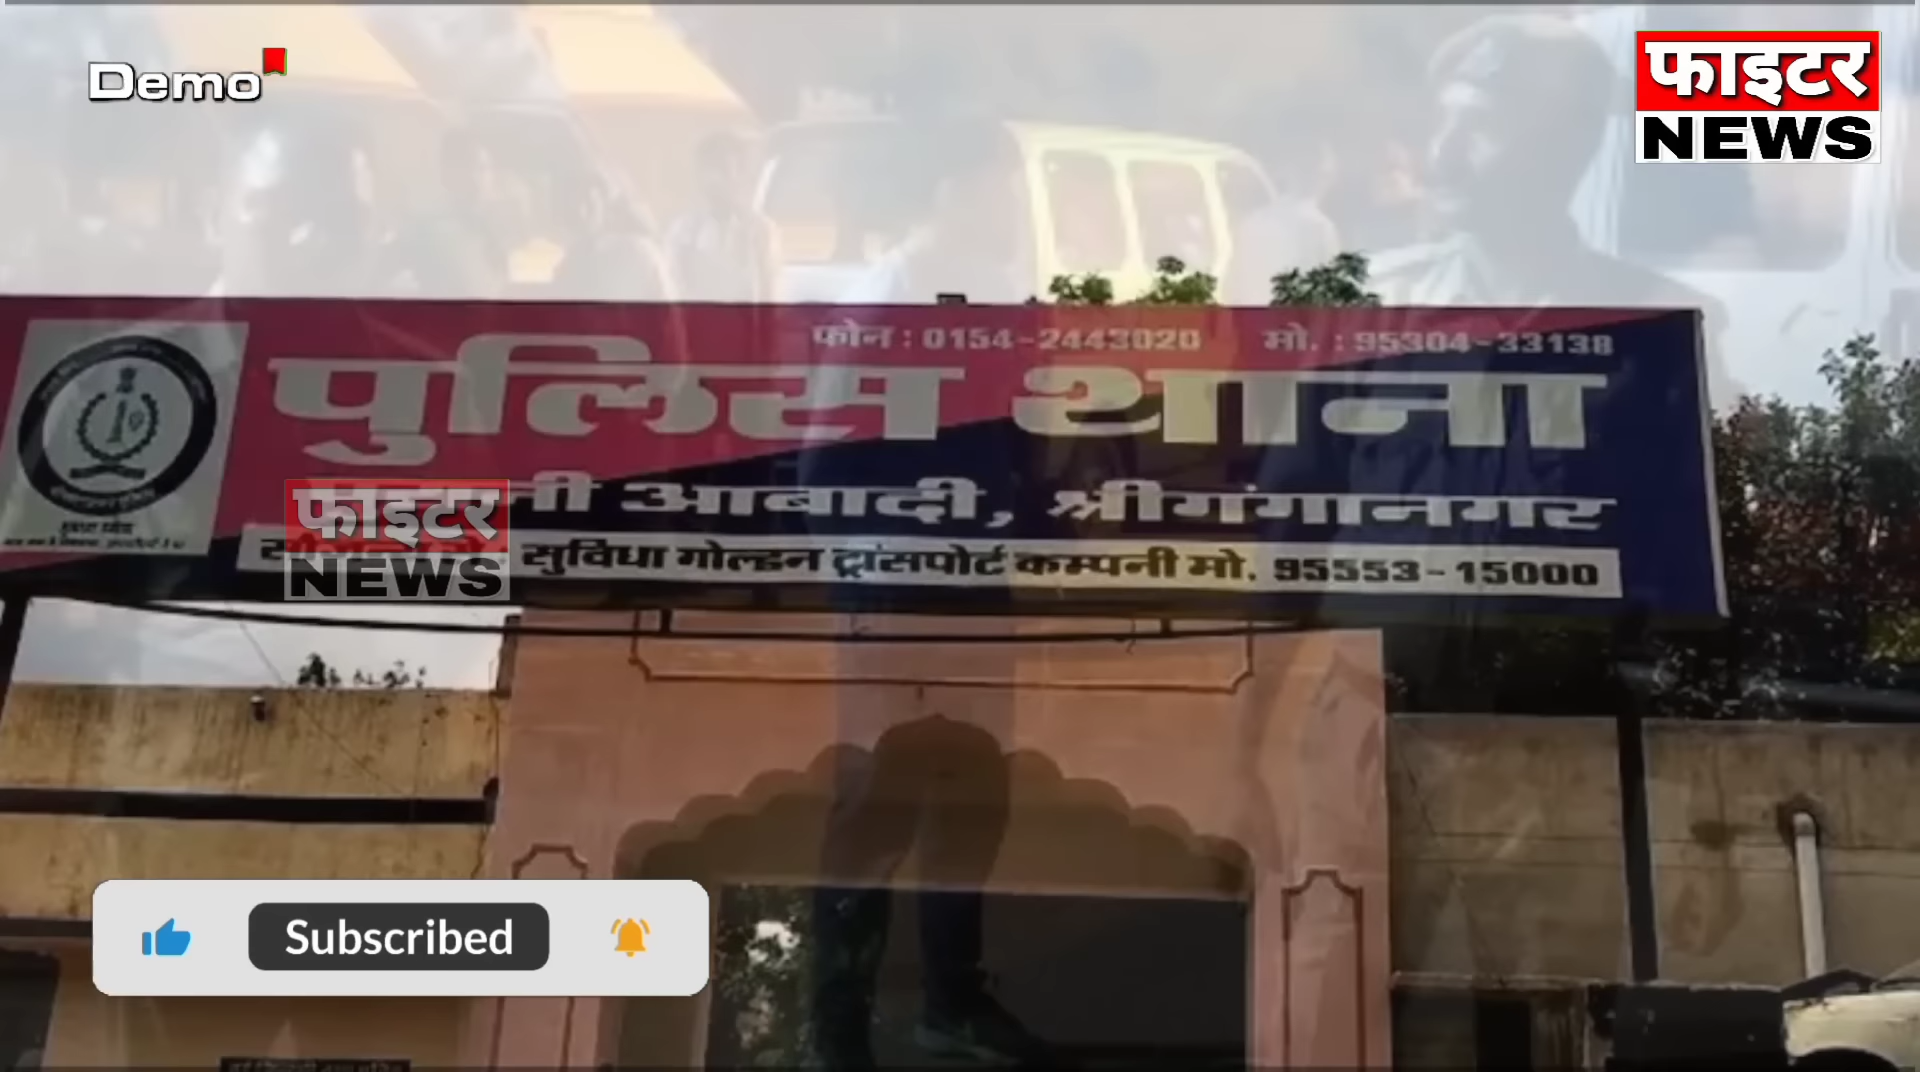 Demo
फाइटर
NEWS
फोन : 0154-2443020 मो. : 95304-33138
पुलिस थाना
आबादी, श्रीगंगानगर
फाइटर
NEWS
सुविधा गोल्डन ट्रांसपोर्ट कम्पनी मो. 95553-15000
Subscribed